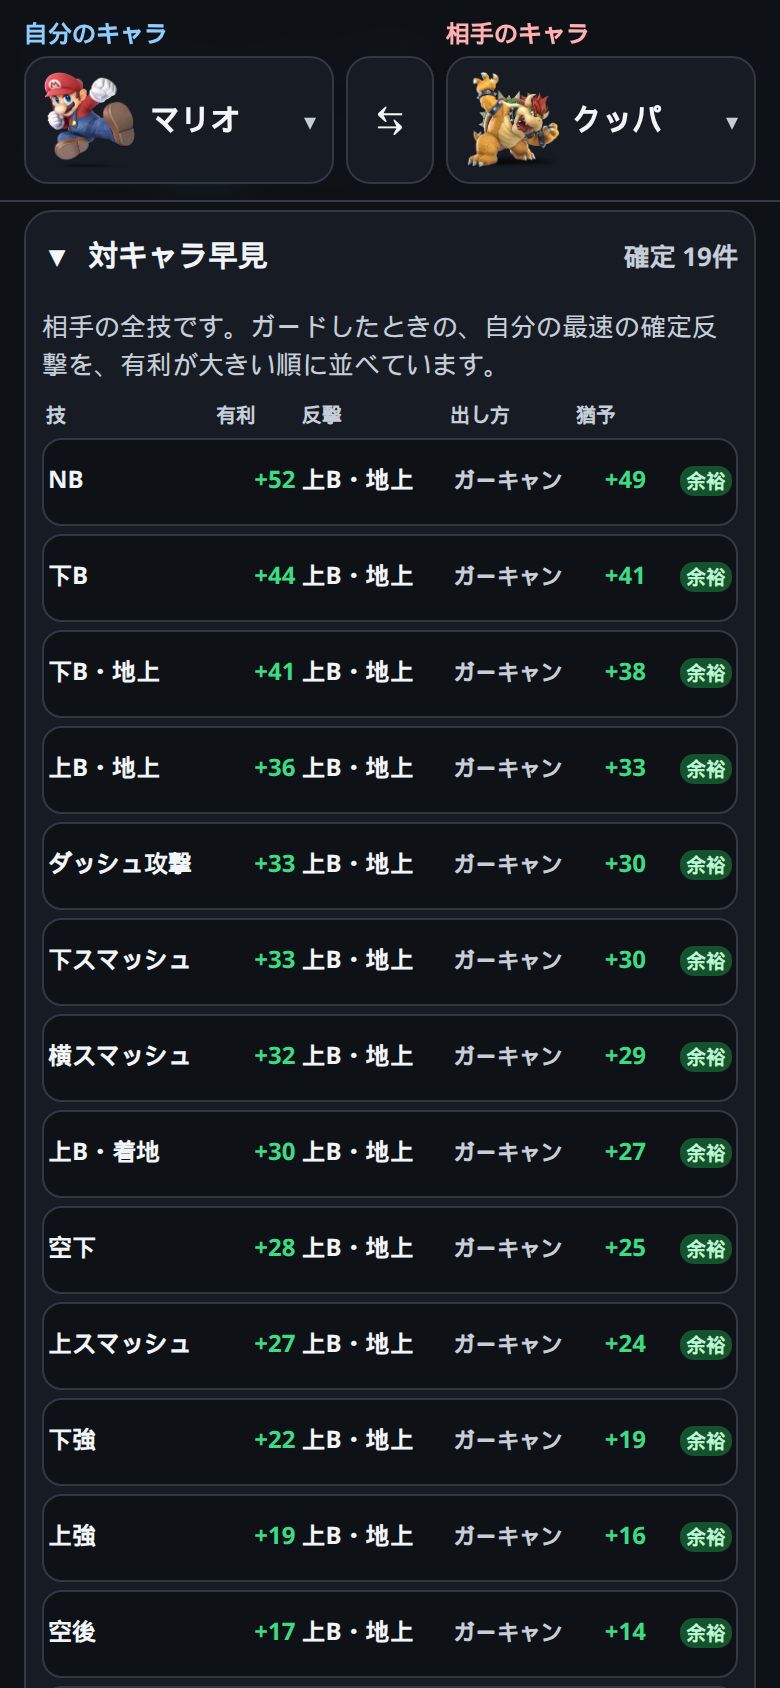 自分のキャラ
相手のキャラ
マリオ ▼
⇆
クッパ ▼
▼ 対キャラ早見 確定 19件
相手の全技です。ガードしたときの、自分の最速の確定反
撃を、有利が大きい順に並べています。
技 有利 反撃 出し方 猶予
NB +52 上B・地上 ガーキャン +49 余裕
下B +44 上B・地上 ガーキャン +41 余裕
下B・地上 +41 上B・地上 ガーキャン +38 余裕
上B・地上 +36 上B・地上 ガーキャン +33 余裕
ダッシュ攻撃 +33 上B・地上 ガーキャン +30 余裕
下スマッシュ +33 上B・地上 ガーキャン +30 余裕
横スマッシュ +32 上B・地上 ガーキャン +29 余裕
上B・着地 +30 上B・地上 ガーキャン +27 余裕
空下 +28 上B・地上 ガーキャン +25 余裕
上スマッシュ +27 上B・地上 ガーキャン +24 余裕
下強 +22 上B・地上 ガーキャン +19 余裕
上強 +19 上B・地上 ガーキャン +16 余裕
空後 +17 上B・地上 ガーキャン +14 余裕